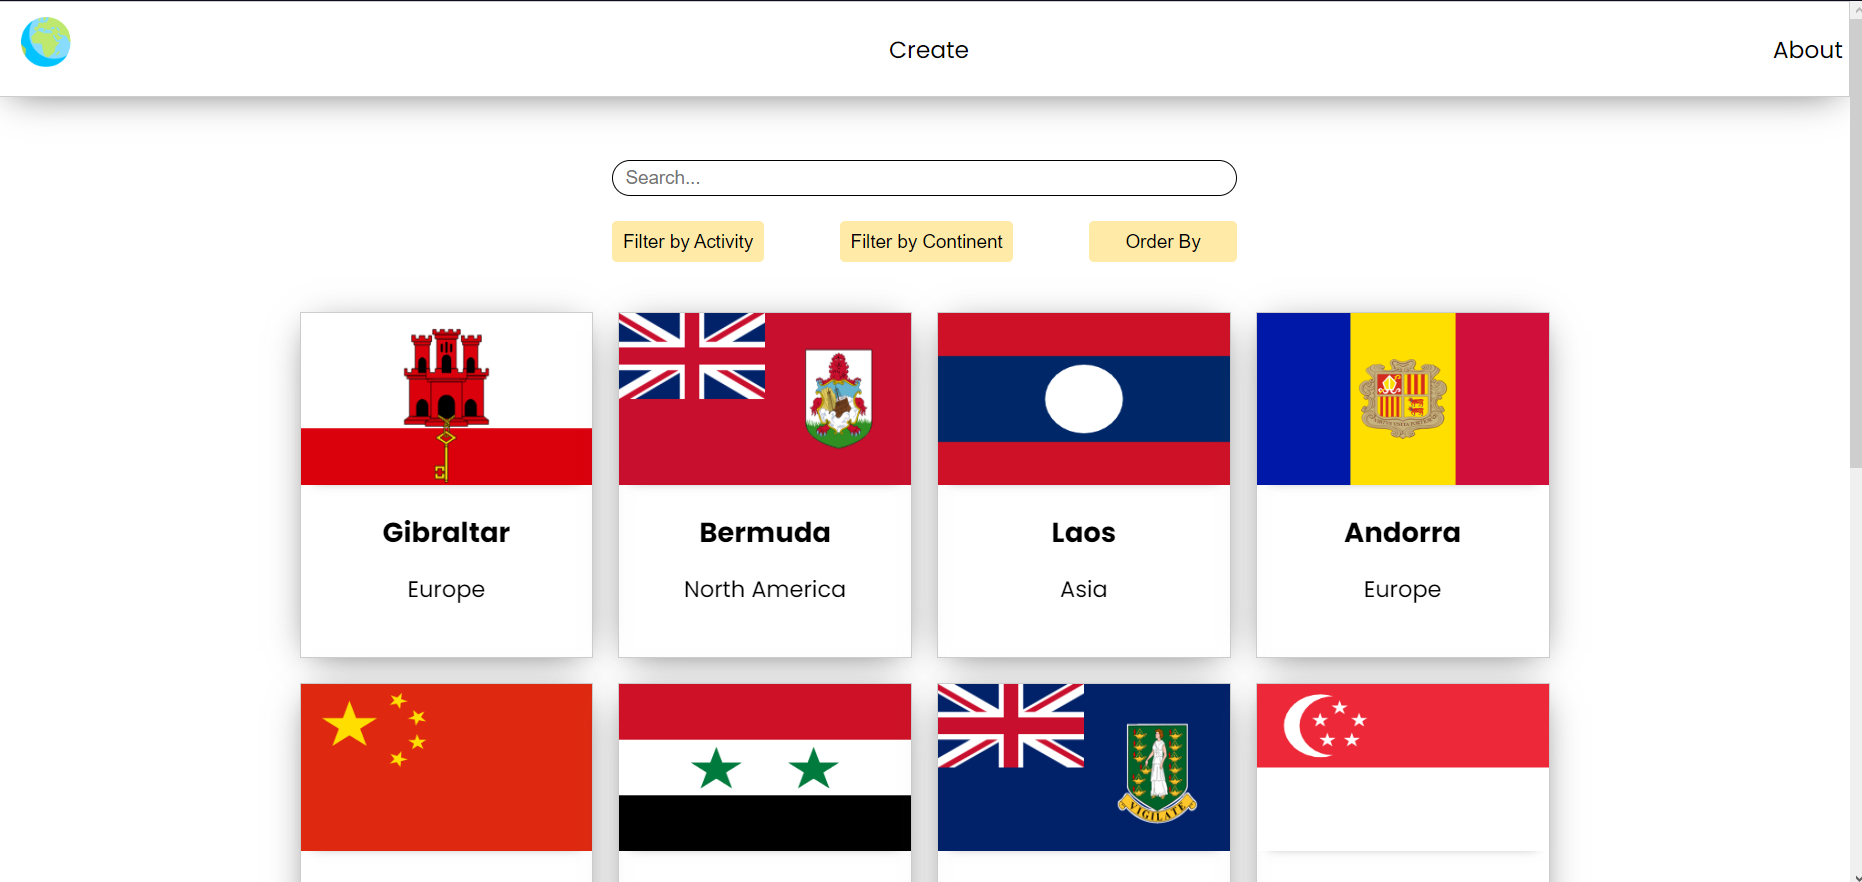 Create
About
Search...
Filter by Activity
Filter by Continent
Order By
Gibraltar
Europe
Bermuda
North America
Laos
Asia
Andorra
Europe
VIGILATE